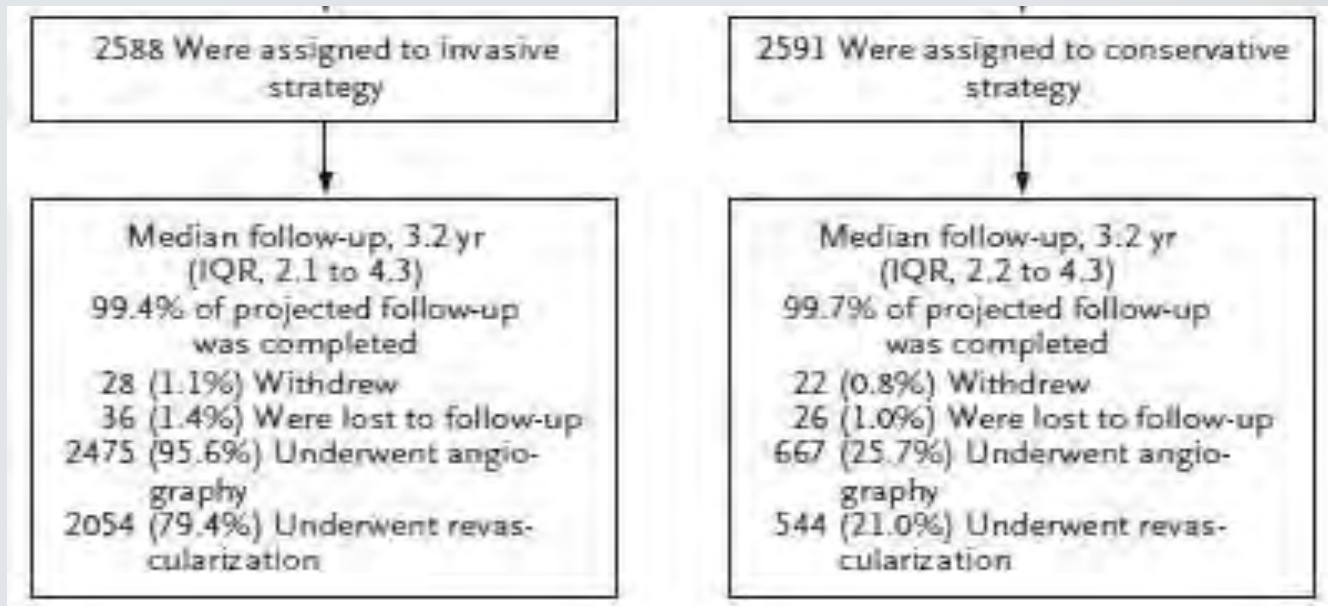 2588 Were assigned to invasive
strategy
Median follow-up, 3.2 yr
(IQR, 2.1 to 4.3)
99.4% of projected follow-up
was completed
28 (1.1%) Withdrew
36 (1.4%) Were lost to follow-up
2475 (95.6%) Underwent angio-
graphy
2054 (79.4%) Underwent revas-
cularization
2591 Were assigned to conservative
strategy
Median follow-up, 3.2 yr
(IQR, 2.2 to 4.3)
99.7% of projected follow-up
was completed
22 (0.8%) Withdrew
26 (1.0%) Were lost to follow-up
667 (25.7%) Underwent angio-
graphy
544 (21.0%) Underwent revas-
cularization